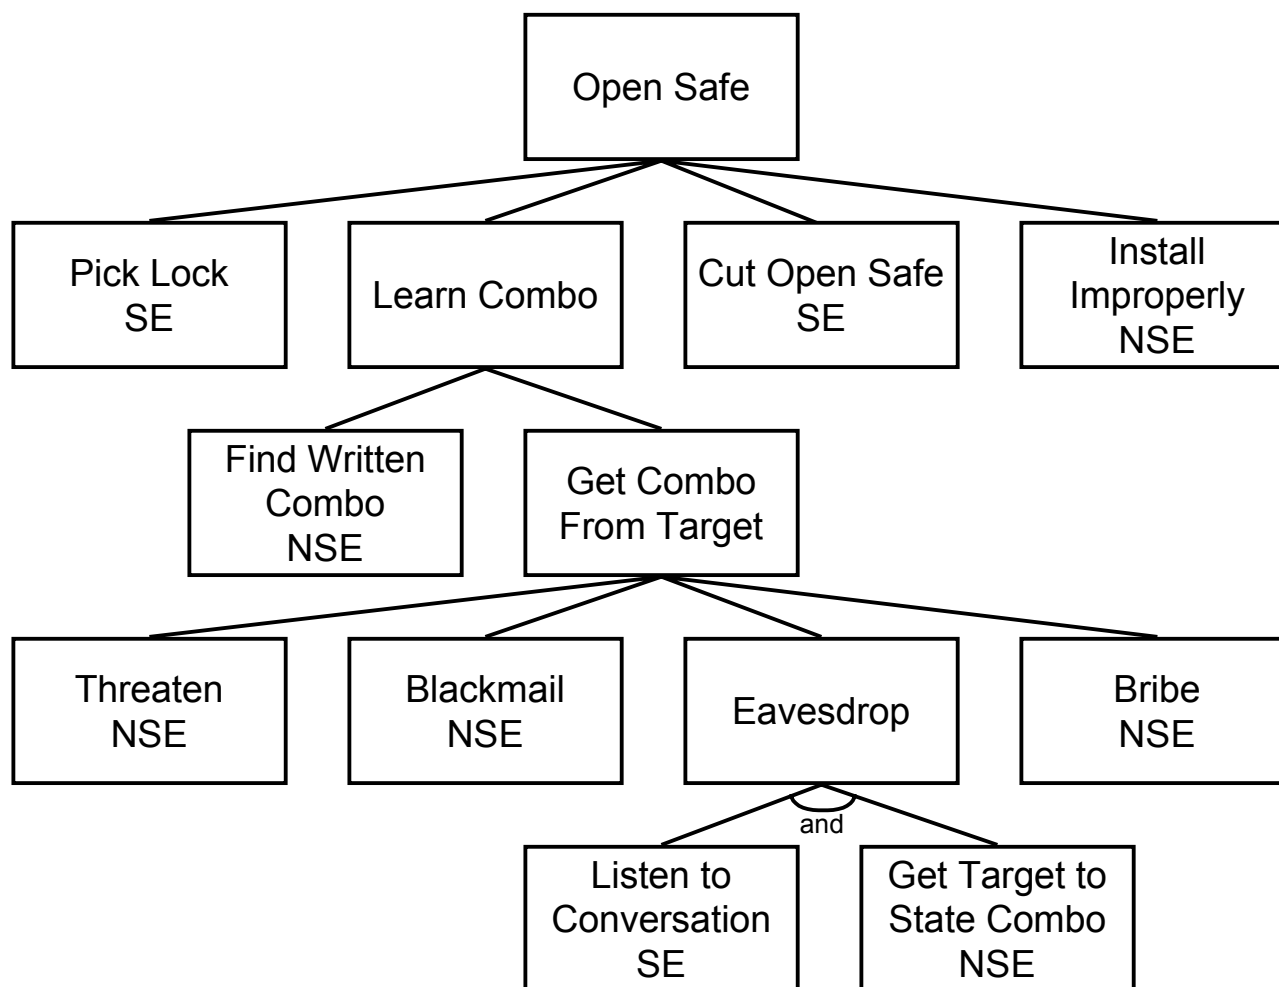 Open Safe
Pick Lock
SE
Learn Combo
Cut Open Safe
SE
Install
Improperly
NSE
Find Written
Combo
NSE
Get Combo
From Target
Threaten
NSE
Blackmail
NSE
Eavesdrop
Bribe
NSE
and
Listen to
Conversation
SE
Get Target to
State Combo
NSE